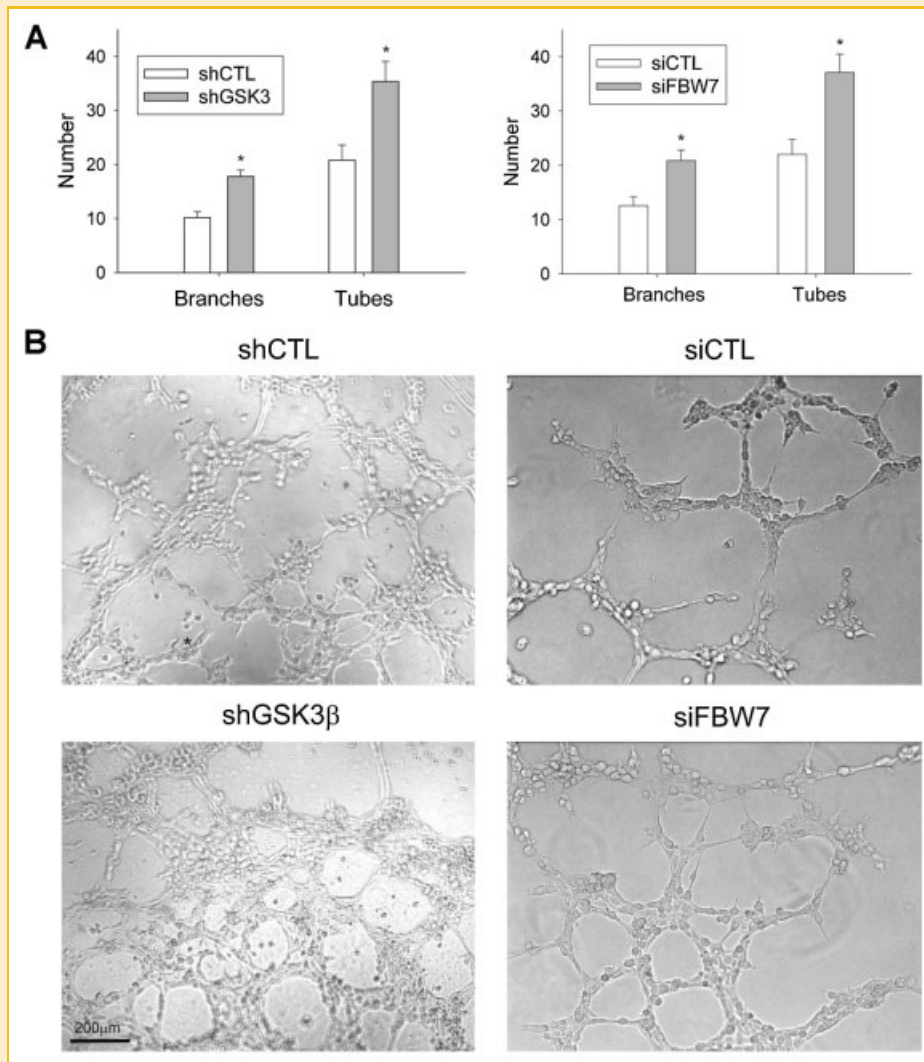 A
shCTL
shGSK3
*
*
Number
40
30
20
10
0
Branches
Tubes
siCTL
siFBW7
*
*
Number
40
30
20
10
0
Branches
Tubes
B
shCTL
siCTL
*
shGSK3β
siFBW7
200μm